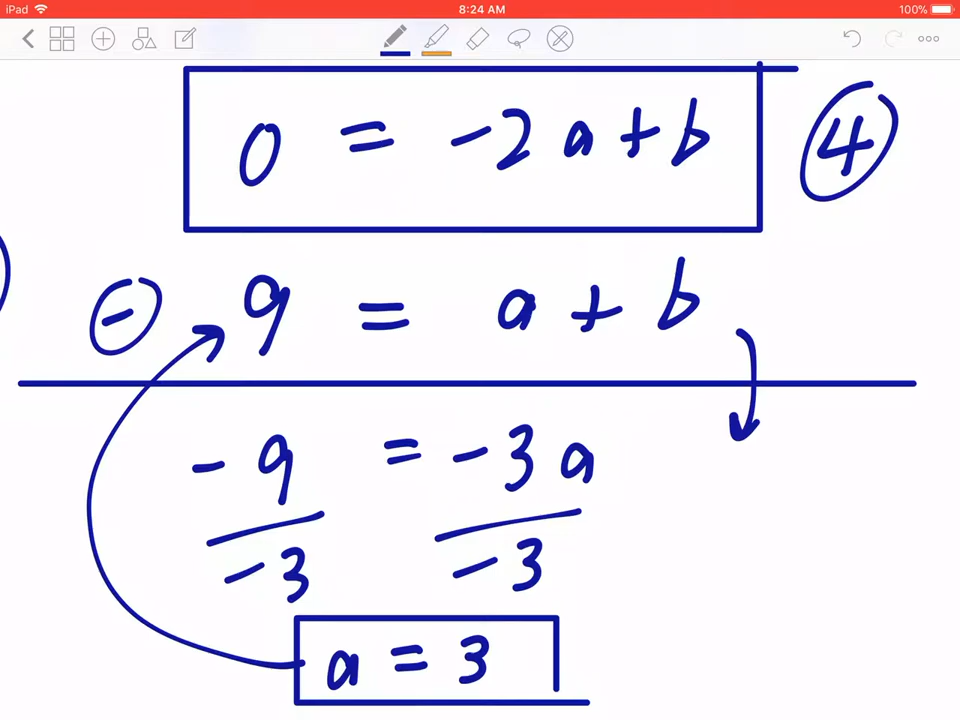 iPad 8:24 AM 100%
0 = -2a+b ④
⊖ 9 = a+b
-9 = -3a
-3 -3
a = 3